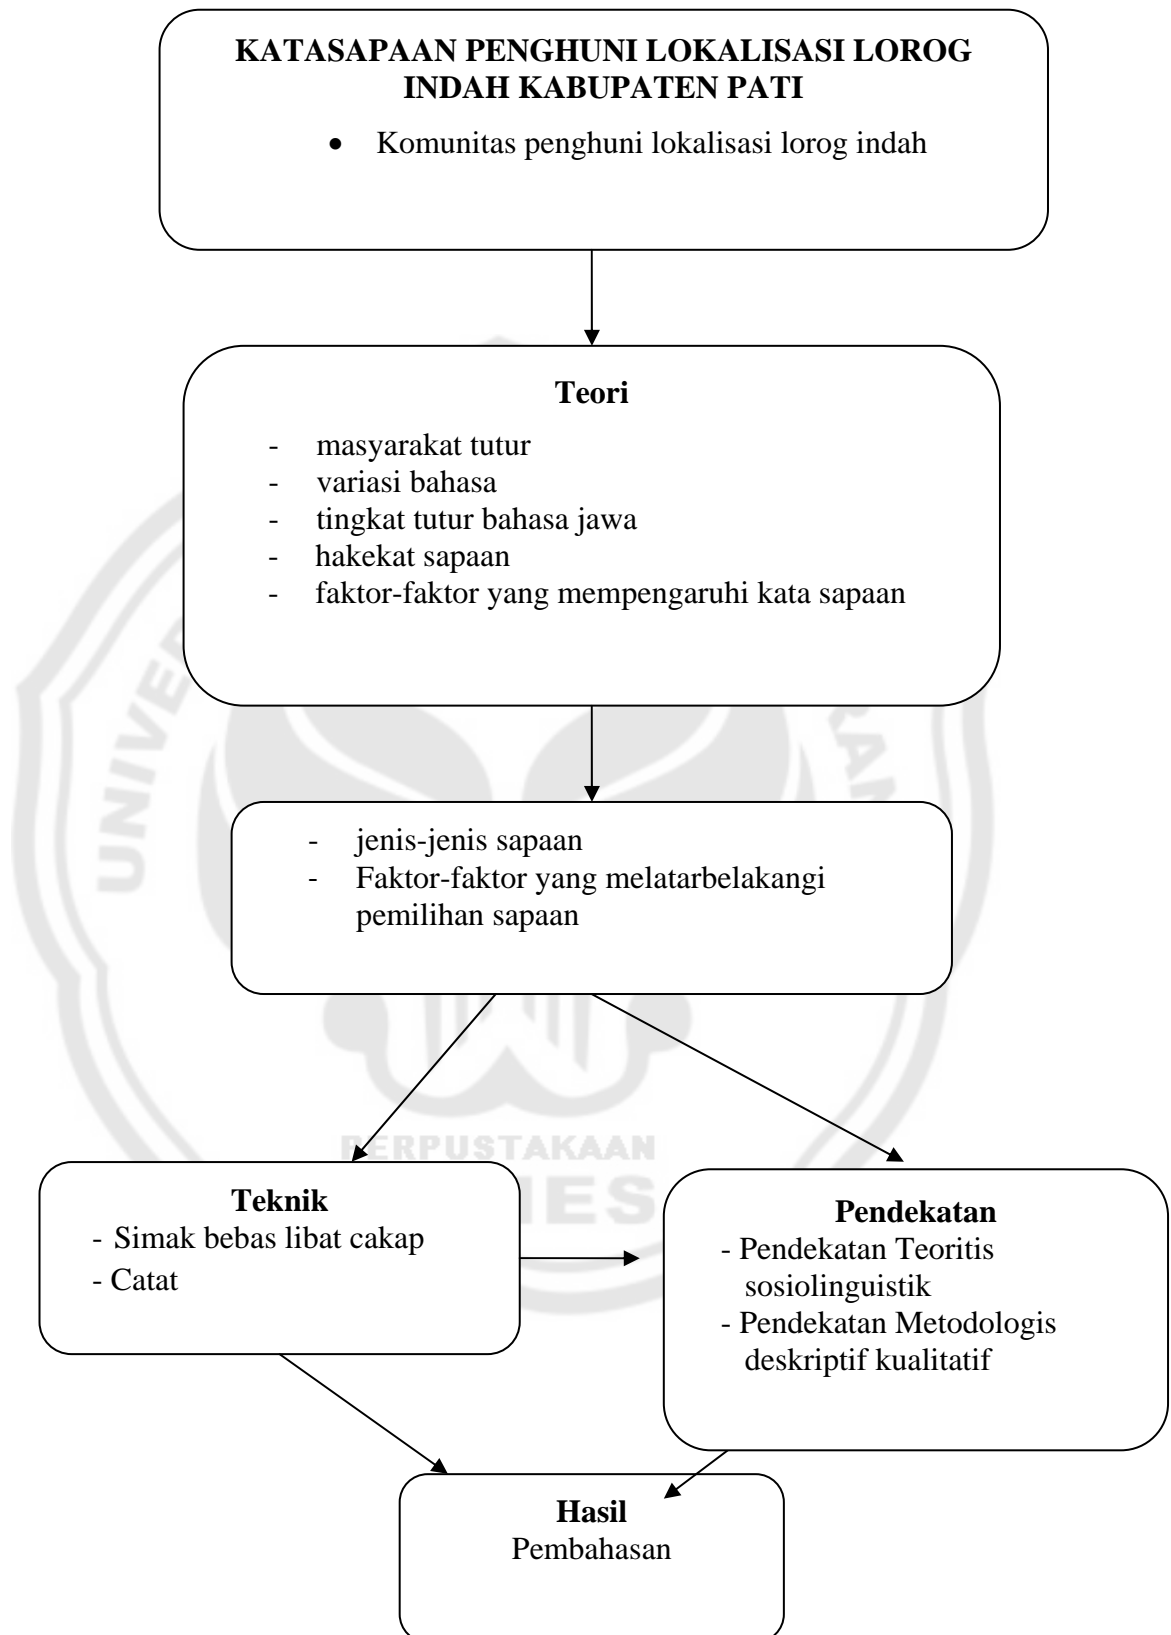 KATASAPAAN PENGHUNI LOKALISASI LOROG
INDAH KABUPATEN PATI
• Komunitas penghuni lokalisasi lorog indah
Teori
- masyarakat tutur
- variasi bahasa
- tingkat tutur bahasa jawa
- hakekat sapaan
- faktor-faktor yang mempengaruhi kata sapaan
- jenis-jenis sapaan
- Faktor-faktor yang melatarbelakangi
pemilihan sapaan
PERPUSTAKAAN
Teknik
- Simak bebas libat cakap
- Catat
Pendekatan
- Pendekatan Teoritis
sosiolinguistik
- Pendekatan Metodologis
deskriptif kualitatif
Hasil
Pembahasan